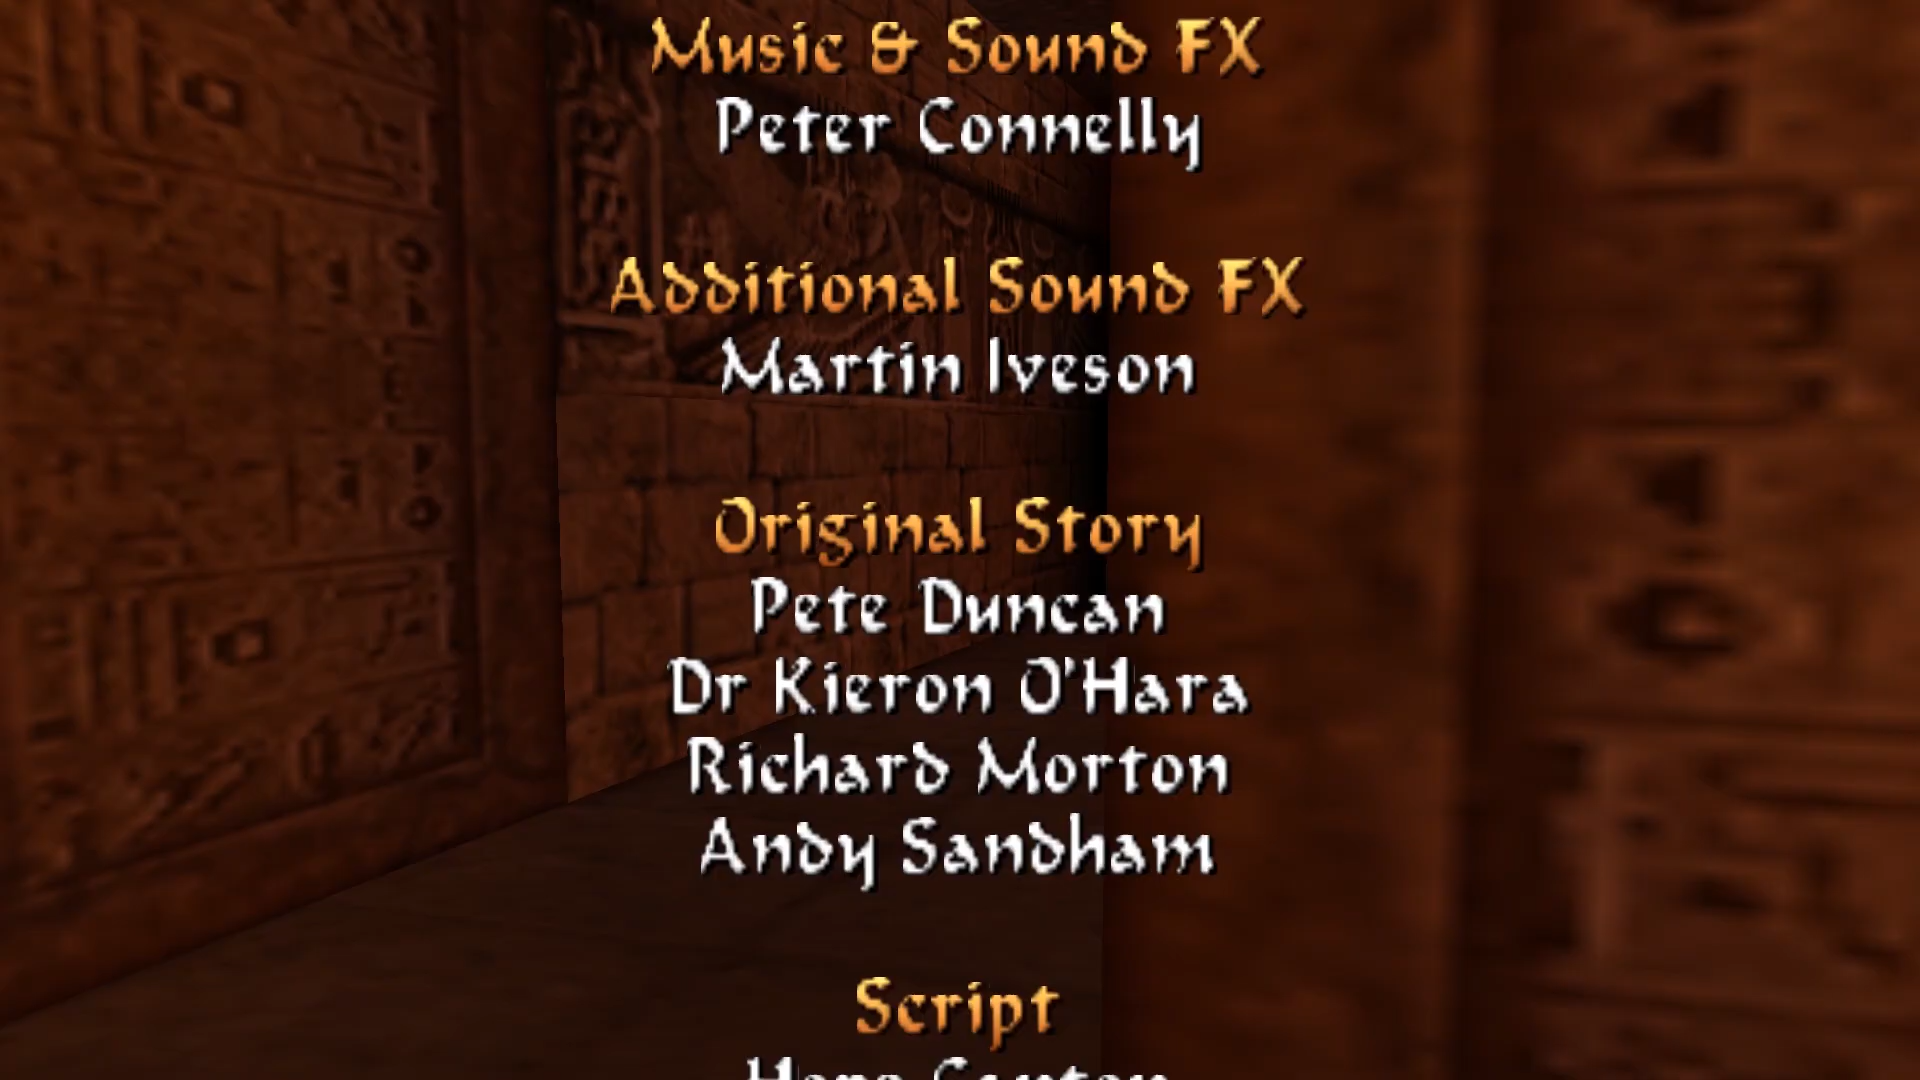 Music & Sound FX
Peter Connelly
Additional Sound FX
Martin Iveson
Original Story
Pete Duncan
Dr Kieron O'Hara
Richard Morton
Andy Sandham
Script